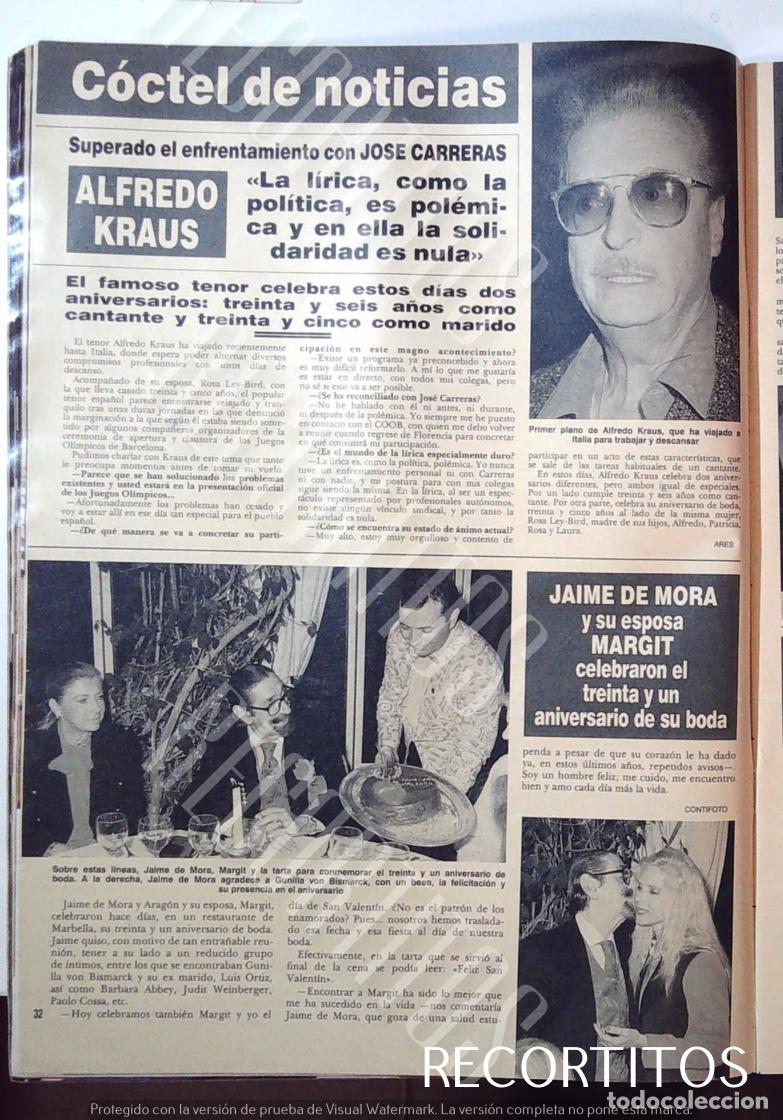 Cóctel de noticias
Superado el enfrentamiento con JOSE CARRERAS
ALFREDO
KRAUS
«La lírica, como la
política, es polémi-
ca y en ella la soli-
daridad es nula»
El famoso tenor celebra estos días dos
aniversarios: treinta y seis años como
cantante y treinta y cinco como marido
El tenor Alfredo Kraus ha viajado recientemente
hasta Italia, donde espera poder alternar diversos
compromisos profesionales con unos días de
descanso.
Acompañado de su esposa, Rosa Ley-Bird, con
la que lleva casado treinta y cinco años, el popular
tenor español parece encontrarse relajado y tran-
quilo tras unas duras jornadas en las que denunció
la marginación a la que según él estaba siendo some-
tido por algunos compañeros organizadores de la
ceremonia de apertura y clausura de los Juegos
Olímpicos de Barcelona.
Pudimos charlar con Kraus de este tema que tanto
le preocupa momentos antes de tomar su vuelo.
—Parece que se han solucionado los problemas
existentes y usted estará en la presentación oficial
de los Juegos Olímpicos...
—Afortunadamente los problemas han cesado y
voy a estar allí en ese día tan especial para el pueblo
español.
—¿De qué manera se va a concretar su parti-
cipación en este magno acontecimiento?
—Existe un programa ya preconcebido y ahora
es muy difícil reformarlo. A mí lo que me gustaría
es estar en directo, con todos mis colegas, pero
no sé si esto va a ser posible.
—¿Se ha reconciliado con José Carreras?
—No he hablado con él ni antes, ni durante,
ni después de la polémica. Yo siempre me he puesto
en contacto con el COOB, con quien me debo volver
a reunir cuando regrese de Florencia para concretar
en qué consistirá mi participación.
—¿Es el mundo de la lírica especialmente duro?
—La lírica es, como la política, polémica. Yo nunca
tuve un enfrentamiento personal ni con Carreras
ni con nadie, y mi postura para con mis colegas
sigue siendo la misma. En la lírica, al ser un espec-
táculo representado por profesionales autónomos,
no existe ningún vínculo sindical, y por tanto la
solidaridad es nula.
—¿Cómo se encuentra su estado de ánimo actual?
—Muy alto, estoy muy orgulloso y contento de
Primer plano de Alfredo Kraus, que ha viajado a
Italia para trabajar y descansar
participar en un acto de estas características, que
se sale de las tareas habituales de un cantante.
En estos días, Alfredo Kraus celebra dos aniver-
sarios diferentes, pero ambos igual de especiales.
Por un lado cumple treinta y seis años como can-
tante. Por otra parte, celebra su aniversario de boda,
treinta y cinco años al lado de la misma mujer,
Rosa Ley-Bird, madre de sus hijos, Alfredo, Patricia,
Rosa y Laura.
ARES
JAIME DE MORA
y su esposa
MARGIT
celebraron el
treinta y un
aniversario de su boda
Sobre estas líneas, Jaime de Mora, Margit y la tarta para conmemorar el treinta y un aniversario de
boda. A la derecha, Jaime de Mora agradece a Gunilla von Bismarck, con un beso, la felicitación y
su presencia en el aniversario
Jaime de Mora y Aragón y su esposa, Margit,
celebraron hace días, en un restaurante de
Marbella, su treinta y un aniversario de boda.
Jaime quiso, con motivo de tan entrañable reu-
nión, tener a su lado a un reducido grupo
de íntimos, entre los que se encontraban Guni-
lla von Bismarck y su ex marido, Luis Ortiz,
así como Barbara Abbey, Judit Weinberger,
Paolo Cossa, etc.
—Hoy celebramos también Margit y yo el
día de San Valentín. ¿No es el patrón de los
enamorados? Pues... nosotros hemos traslada-
do esa fecha y esa fiesta al día de nuestra
boda.
Efectivamente, en la tarta que se sirvió al
final de la cena se podía leer: «Feliz San
Valentín».
—Encontrar a Margit ha sido lo mejor que
me ha sucedido en la vida —nos comentaría
Jaime de Mora, que goza de una salud estu-
penda a pesar de que su corazón le ha dado
ya, en estos últimos años, repetidos avisos—.
Soy un hombre feliz; me cuido, me encuentro
bien y amo cada día más la vida.
CONTIFOTO
32
RECORTITOS
todocoleccion
Protegido con la versión de prueba de Visual Watermark. La versión completa no pone esta marca.